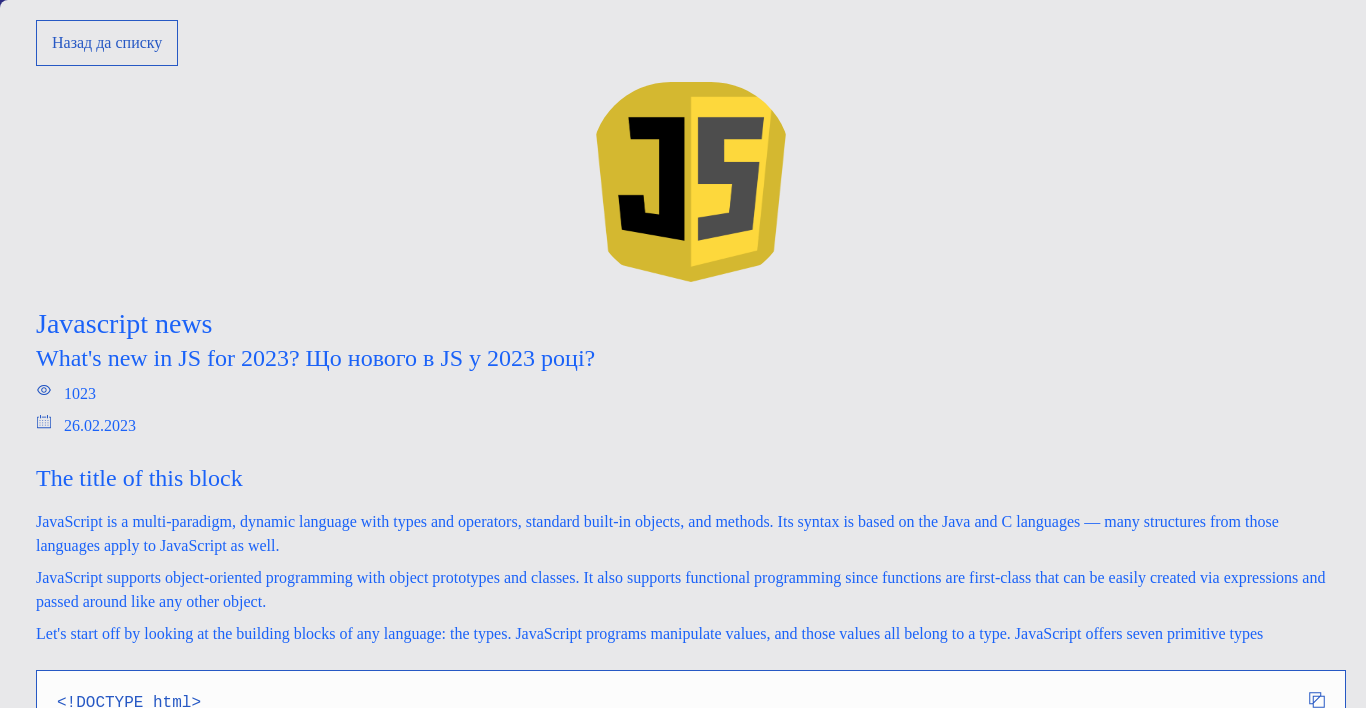 Назад да списку
JS
Javascript news
What's new in JS for 2023? Що нового в JS у 2023 році?
1023
26.02.2023
The title of this block
JavaScript is a multi-paradigm, dynamic language with types and operators, standard built-in objects, and methods. Its syntax is based on the Java and C languages — many structures from those
languages apply to JavaScript as well.
JavaScript supports object-oriented programming with object prototypes and classes. It also supports functional programming since functions are first-class that can be easily created via expressions and
passed around like any other object.
Let's start off by looking at the building blocks of any language: the types. JavaScript programs manipulate values, and those values all belong to a type. JavaScript offers seven primitive types
<!DOCTYPE html>